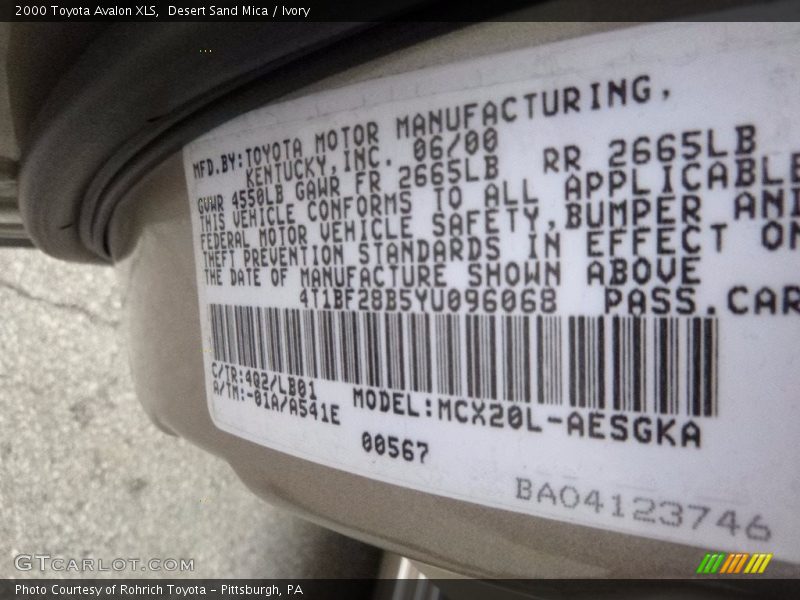 2000 Toyota Avalon XLS,  Desert Sand Mica / Ivory
MFD.BY:TOYOTA MOTOR MANUFACTURING,
KENTUCKY,INC. 06/00
GVWR 4550LB GAWR FR 2665LB RR 2665LB
THIS VEHICLE CONFORMS TO ALL APPLICABLE
FEDERAL MOTOR VEHICLE SAFETY,BUMPER AND
THEFT PREVENTION STANDARDS IN EFFECT ON
THE DATE OF MANUFACTURE SHOWN ABOVE
4T1BF28B5YU096068 PASS.CAR
C/TR:4Q2/LB01
A/TM:-01A/A541E MODEL:MCX20L-AESGKA
00567
BA04123746
GTCARLOT.COM
Photo Courtesy of Rohrich Toyota - Pittsburgh, PA